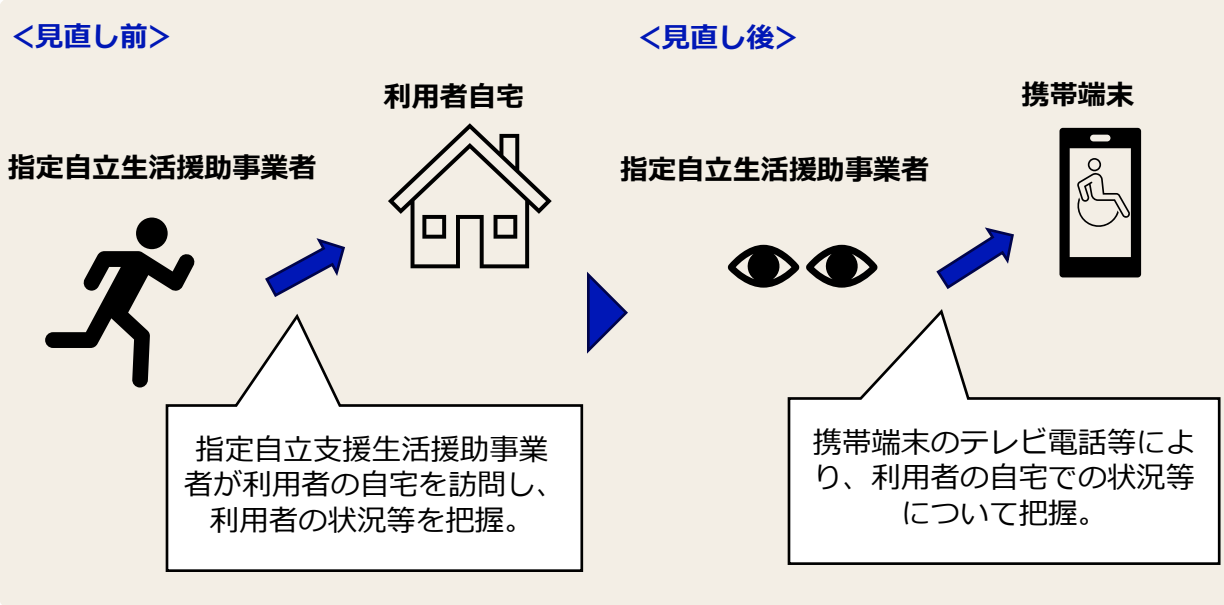 ＜見直し前＞
利用者自宅
指定自立生活援助事業者
指定自立支援生活援助事業
者が利用者の自宅を訪問し、
利用者の状況等を把握。
＜見直し後＞
携帯端末
指定自立生活援助事業者
携帯端末のテレビ電話等によ
り、利用者の自宅での状況等
について把握。